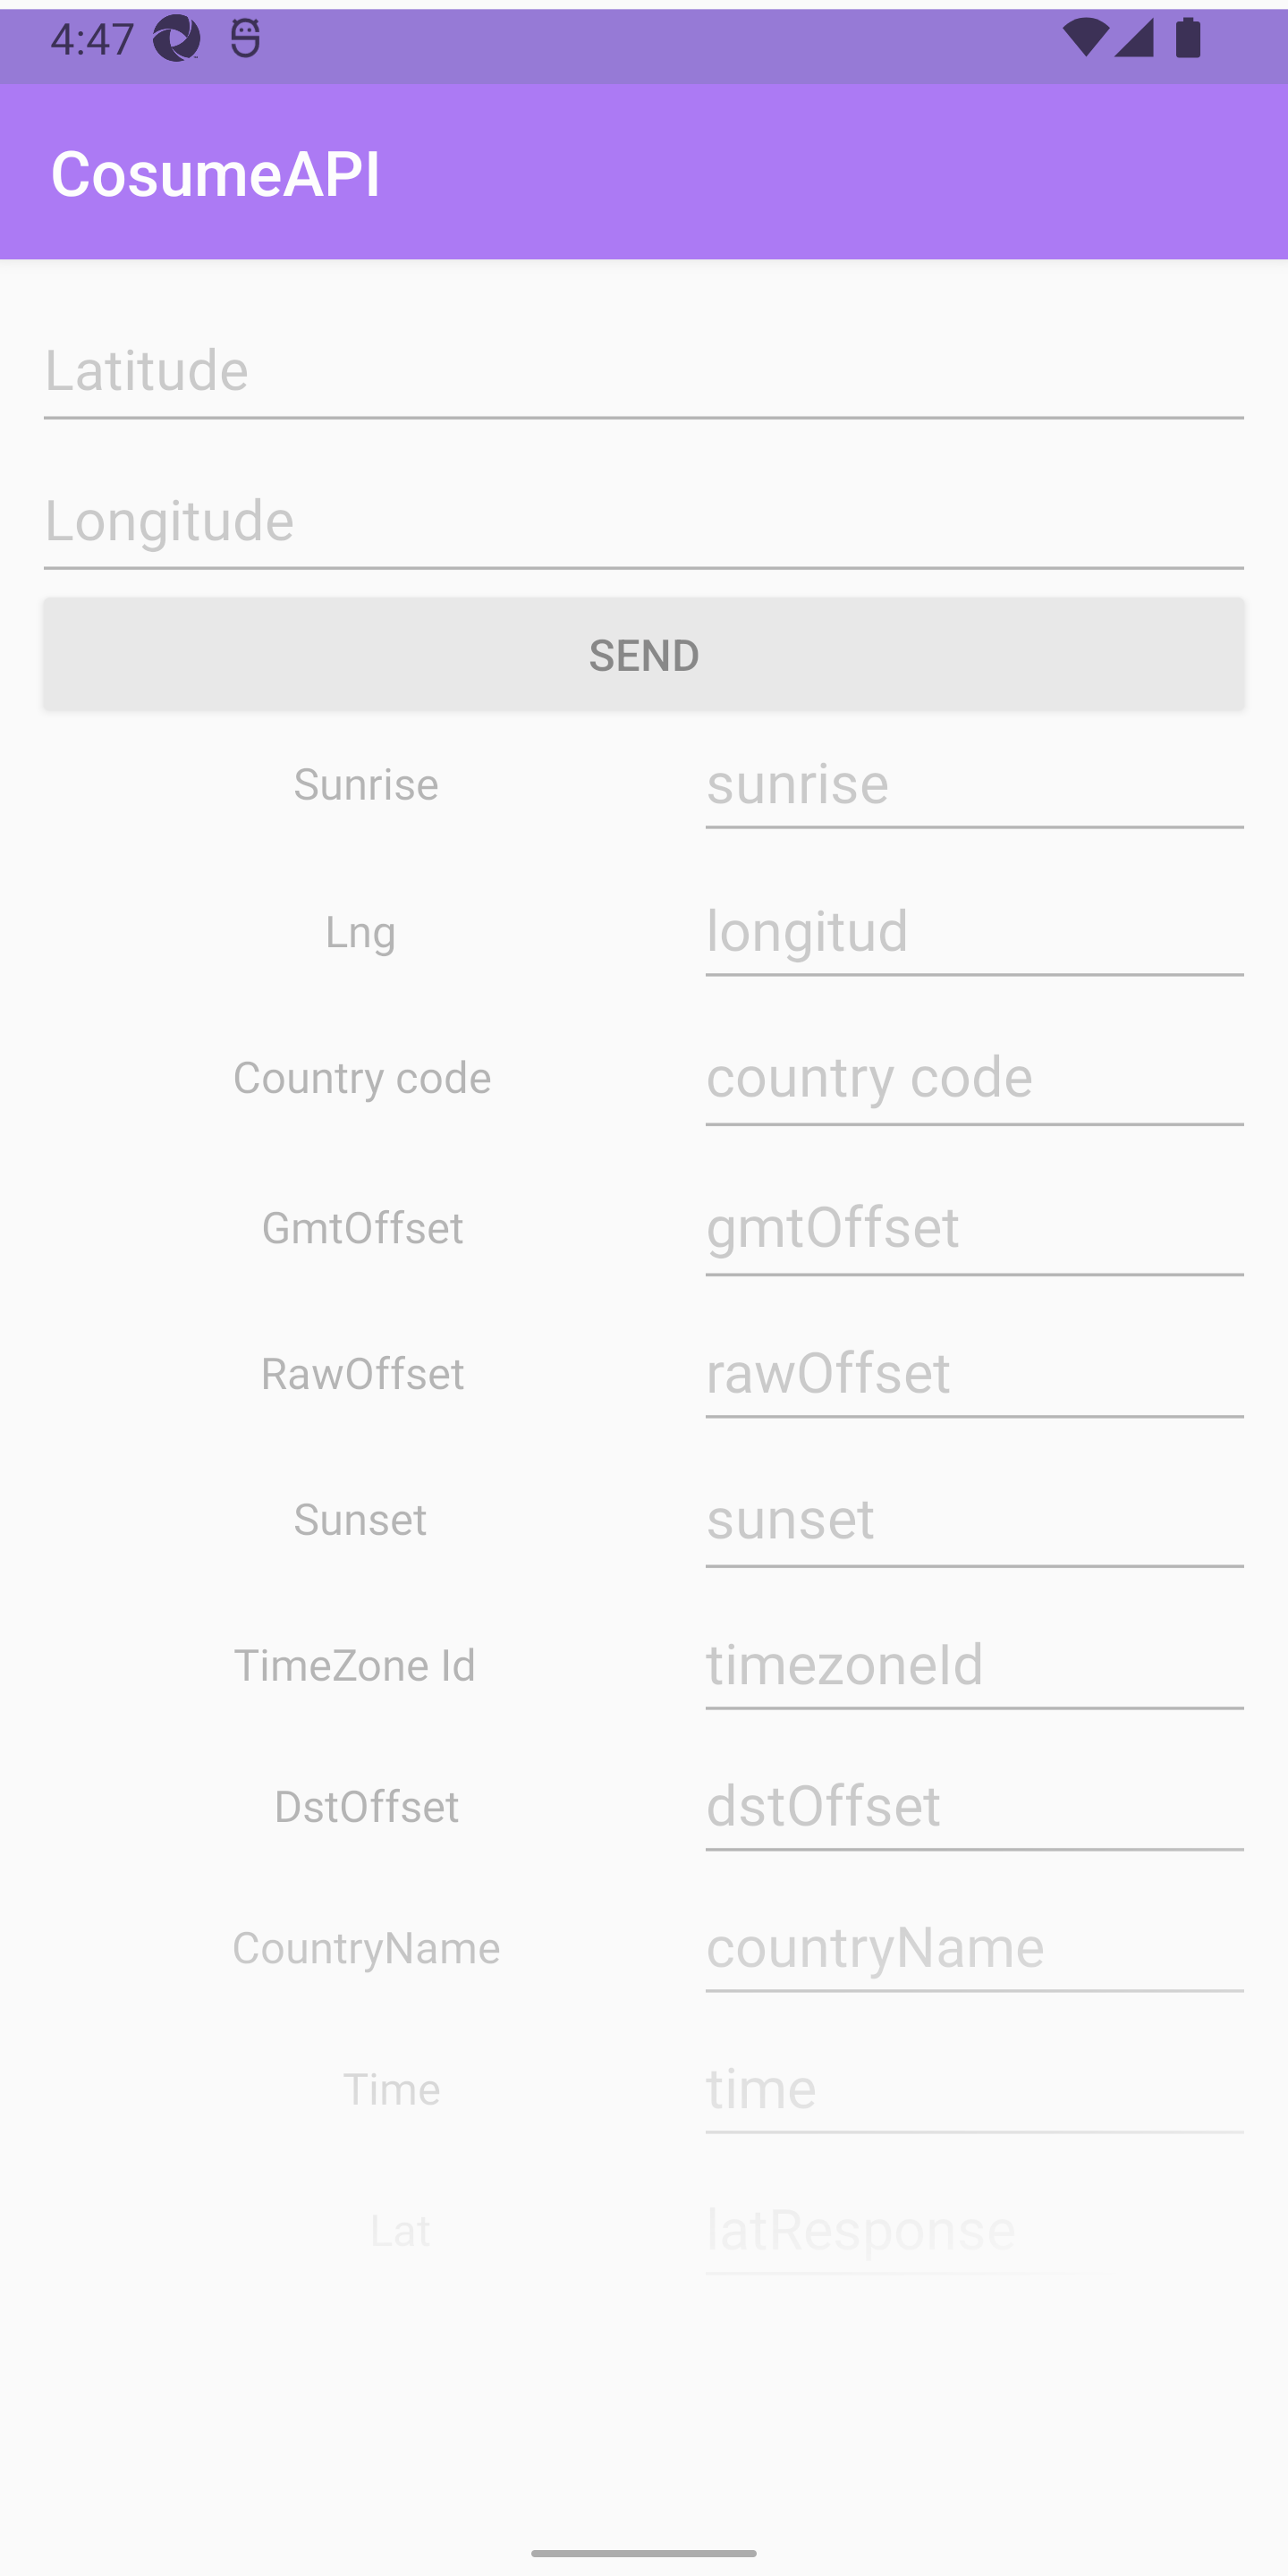 4:47
CosumeAPI
Latitude
Longitude
SEND
Sunrise sunrise
Lng longitud
Country code country code
GmtOffset gmtOffset
RawOffset rawOffset
Sunset sunset
TimeZone Id timezoneId
DstOffset dstOffset
CountryName countryName
Time time
Lat latResponse